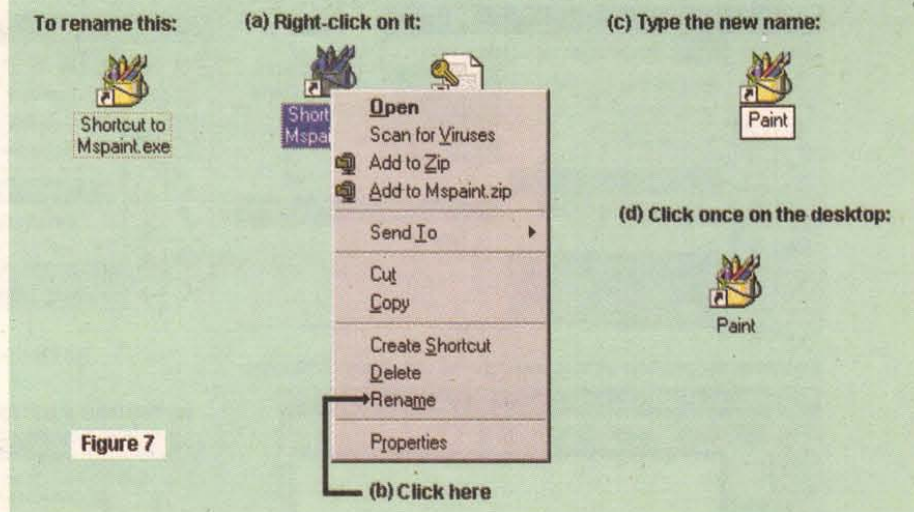 To rename this:
Shortcut to
Mspaint.exe
(a) Right-click on it:
Short
Mspai
Open
Scan for Viruses
Add to Zip
Add to Mspaint.zip
Send To
Cut
Copy
Create Shortcut
Delete
Rename
Properties
(b) Click here
(c) Type the new name:
Paint
(d) Click once on the desktop:
Paint
Figure 7